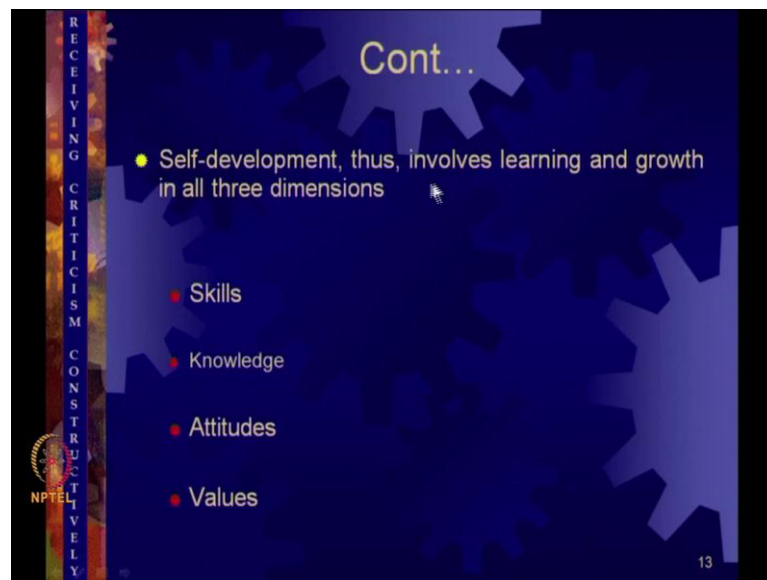 RECEIVING CRITICISM CONSTRUCTIVELY
Cont...
Self-development, thus, involves learning and growth
in all three dimensions
Skills
Knowledge
Attitudes
Values
NPTEL
13